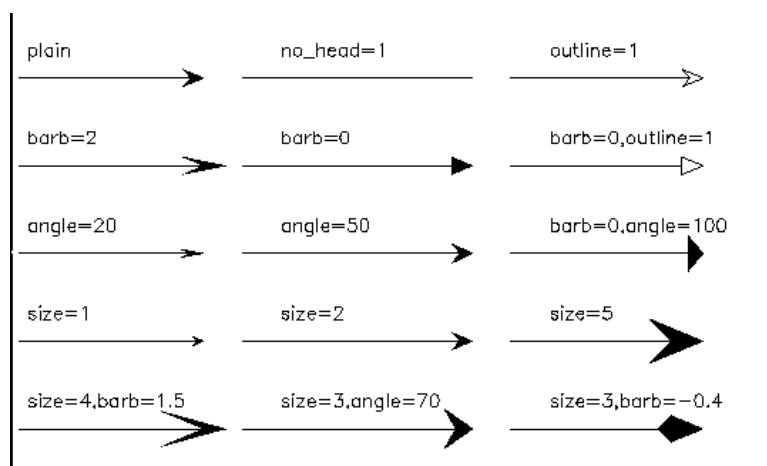 plain no_head=1 outline=1
barb=2 barb=0 barb=0,outline=1
angle=20 angle=50 barb=0,angle=100
size=1 size=2 size=5
size=4,barb=1.5 size=3,angle=70 size=3,barb=-0.4